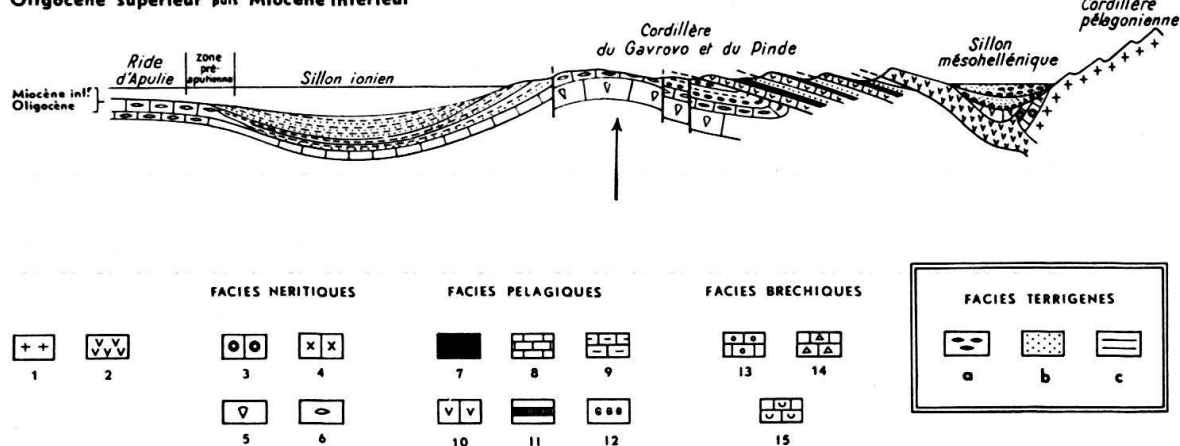 Oligocène supérieur puis Miocène inférieur
Cordillère
pélagonienne
Cordillère
du Gavrovo et du Pinde
Sillon
mésohellénique
Ride
d'Apulie
zone
pré-
apulienne
Sillon ionien
Miocène infr
Oligocène
FACIES NERITIQUES
FACIES PELAGIQUES
FACIES BRECHIQUES
FACIES TERRIGENES
1 2 3 4 7 8 9 13 14 a b c
5 6 10 11 12 15